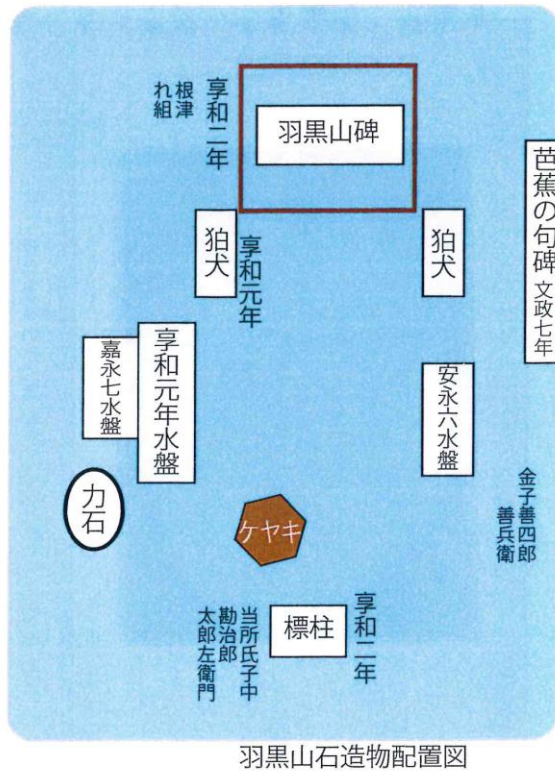 羽黒山碑
享和二年
根津
れ組
芭蕉の句碑 文政七年
狛犬
狛犬
享和元年
享和元年水盤
嘉永七水盤
安永六水盤
力石
金子善四郎
善兵衛
ケヤキ
享和二年
標柱
当所氏子中
勘治郎
太郎左衛門
羽黒山石造物配置図